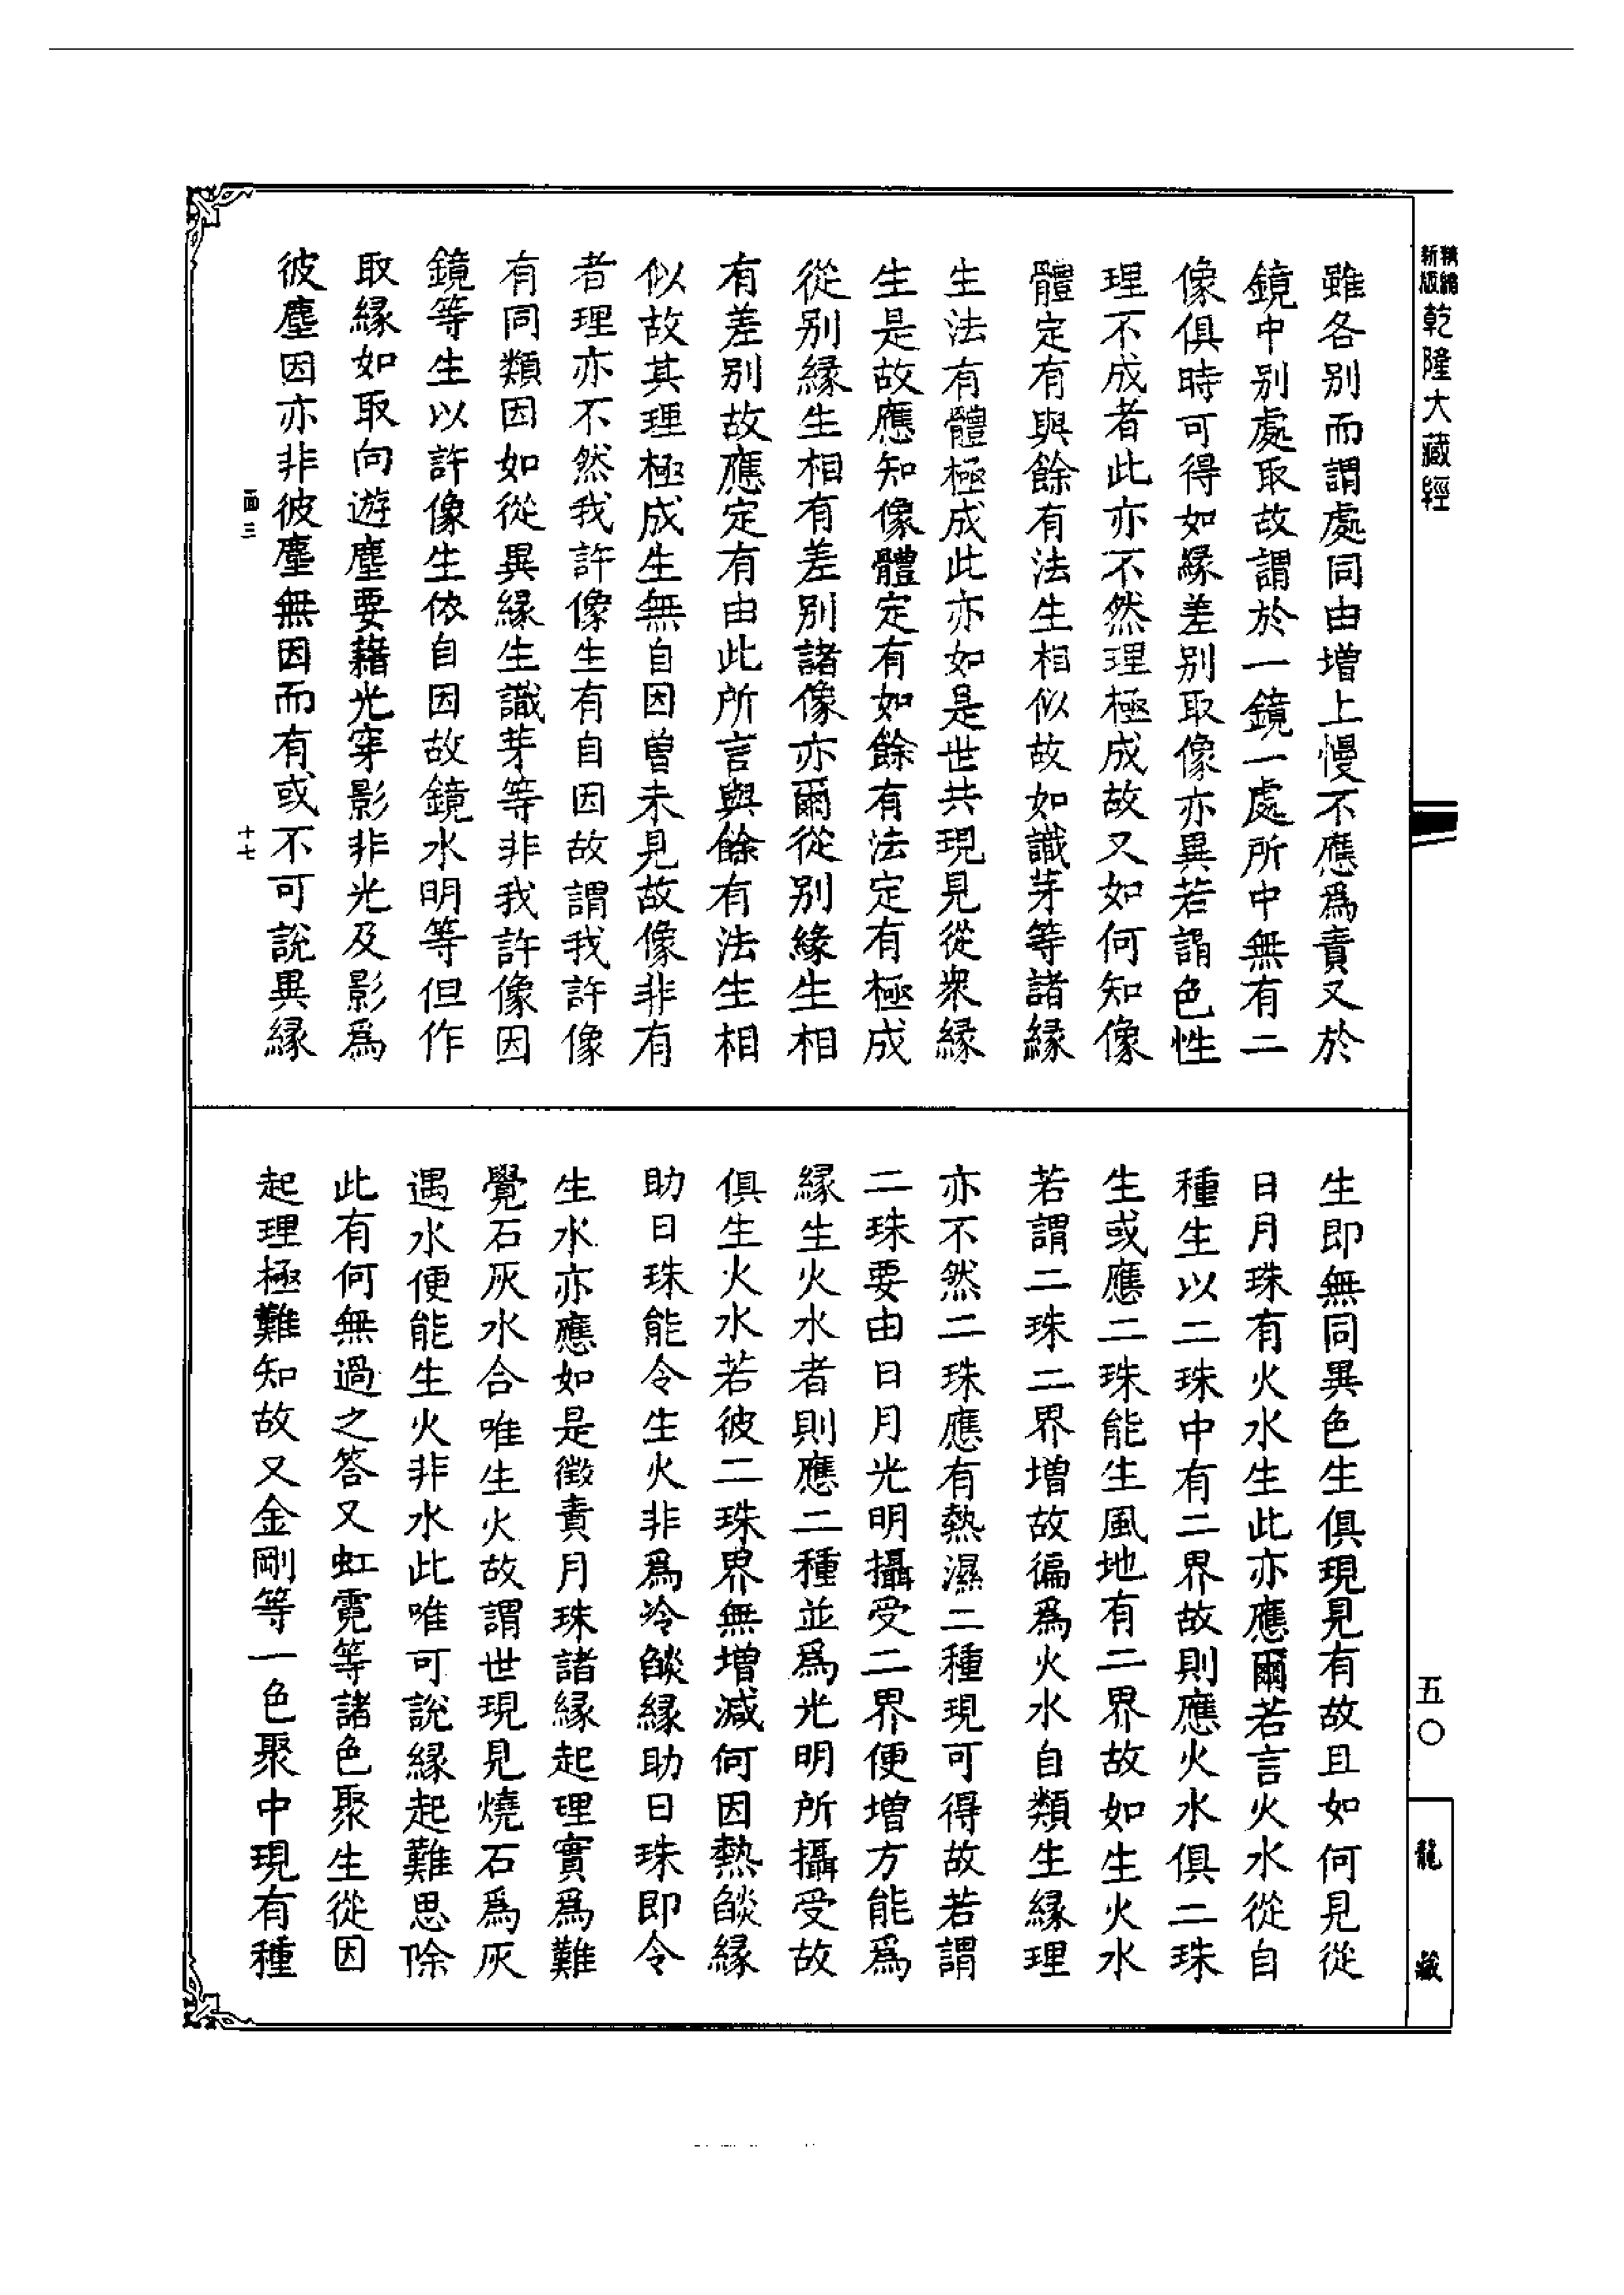 新版精縮乾隆大藏經
雖各別而謂處同由增上慢不應爲責又於
鏡中別處取故謂於一鏡一處所中無有二
像俱時可得如緣差別取像亦異若謂色性
理不成者此亦不然理極成故又如何知像
體定有與餘有法生相似故如識芽等諸緣
生法有體極成此亦如是世共現見從衆緣
生是故應知像體定有如餘有法定有極成
從別緣生相有差別諸像亦爾從別緣生相
有差別故應定有由此所言與餘有法生相
似故其理極成生無自因曾未見故像非有
者理亦不然我許像生有自因故謂我許像
有同類因如從異緣生識芽等非我許像因
鏡等生以許像生依自因故鏡水明等但作
取緣如取向遊塵要藉光穿影非光及影爲
彼塵因亦非彼塵無因而有或不可說異緣
面三
十七
生即無同異色生俱現見有故且如何見從
日月珠有火水生此亦應爾若言火水從自
種生以二珠中有二界故則應火水俱二珠
生或應二珠能生風地有二界故如生火水
若謂二珠二界增故徧爲火水自類生緣理
亦不然二珠應有熱濕二種現可得故若謂
二珠要由日月光明攝受二界便增方能爲
緣生火水者則應二種並爲光明所攝受故
俱生火水若彼二珠界無增減何因熱燄緣
助日珠能令生火非爲冷燄緣助日珠即令
生水亦應如是徵責月珠諸緣起理實爲難
覺石灰水合唯生火故謂世現見燒石爲灰
遇水便能生火非水此唯可說緣起難思除
此有何無過之答又虹霓等諸色聚生從因
起理極難知故又金剛等一色聚中現有種
五〇
龍藏